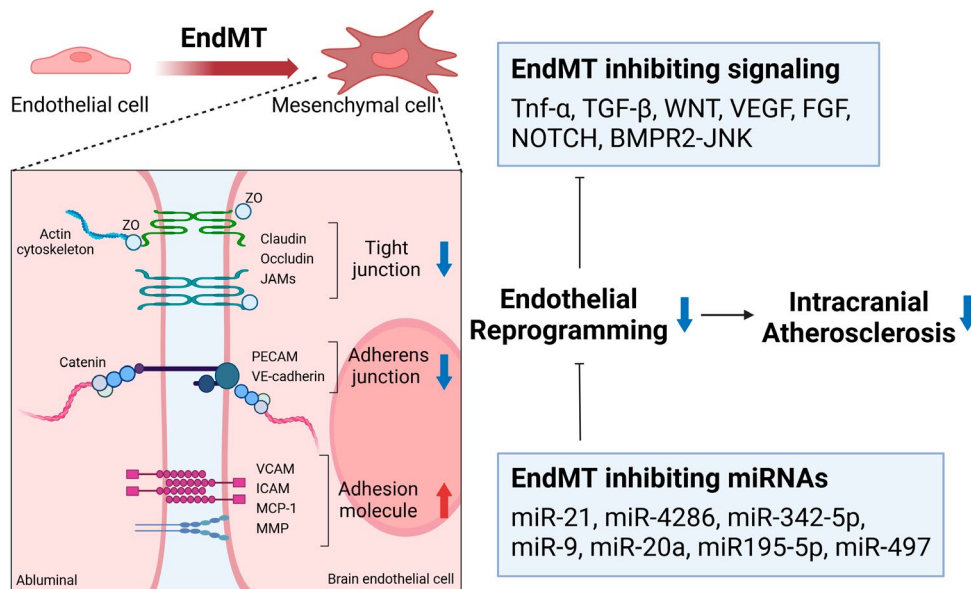 EndMT
Endothelial cell
Mesenchymal cell
ZO
ZO
Actin
cytoskeleton
Claudin
Occludin
JAMs
Tight
junction
Catenin
PECAM
VE-cadherin
Adherens
junction
VCAM
ICAM
MCP-1
MMP
Adhesion
molecule
Abluminal
Brain endothelial cell
EndMT inhibiting signaling
Tnf-α, TGF-β, WNT, VEGF, FGF,
NOTCH, BMPR2-JNK
Endothelial
Reprogramming
Intracranial
Atherosclerosis
EndMT inhibiting miRNAs
miR-21, miR-4286, miR-342-5p,
miR-9, miR-20a, miR195-5p, miR-497